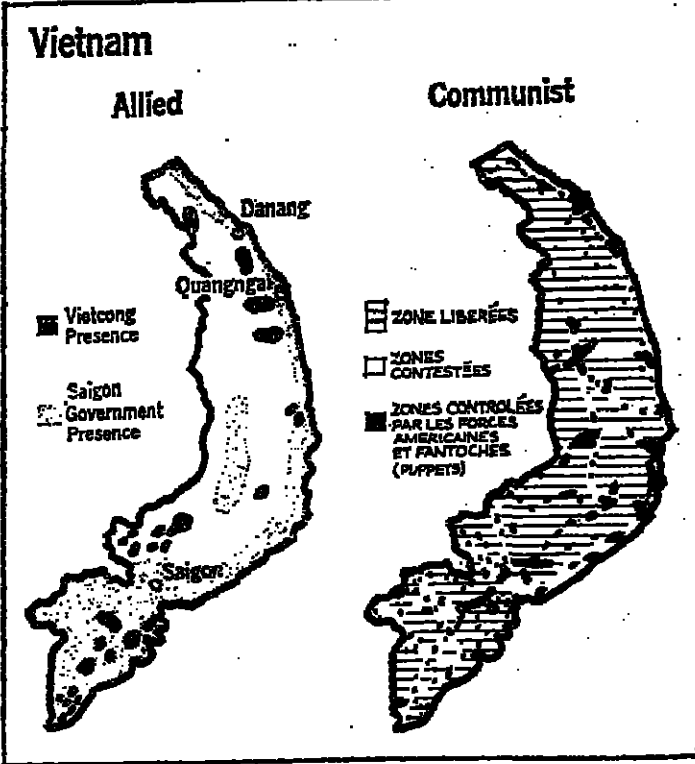 Vietnam
Allied
Danang
Quangngai
Vietcong
Presence
Saigon
Government
Presence
Saigon
Communist
ZONE LIBERÉES
ZONES
CONTESTÉES
ZONES CONTROLÉES
PAR LES FORCES
AMERICAINES
ET FANTOCHES
(PUPPETS)